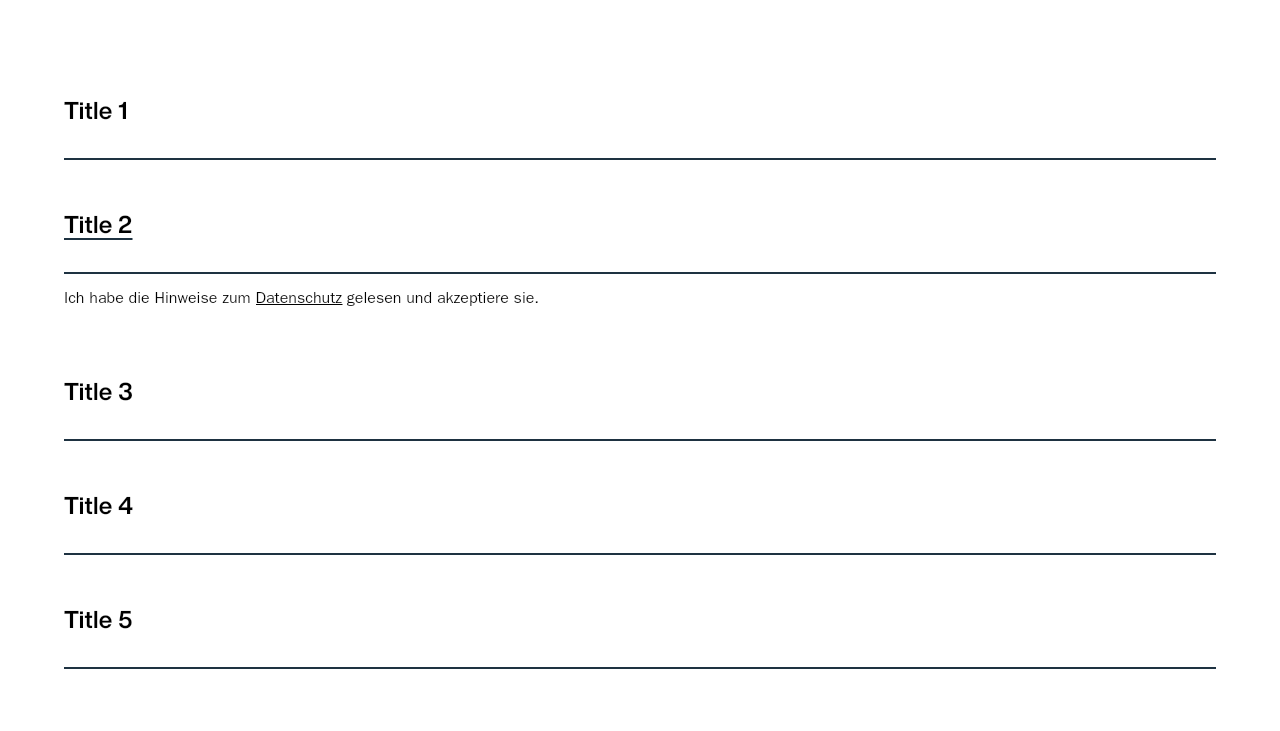 Title 1
Title 2
Ich habe die Hinweise zum Datenschutz gelesen und akzeptiere sie.
Title 3
Title 4
Title 5